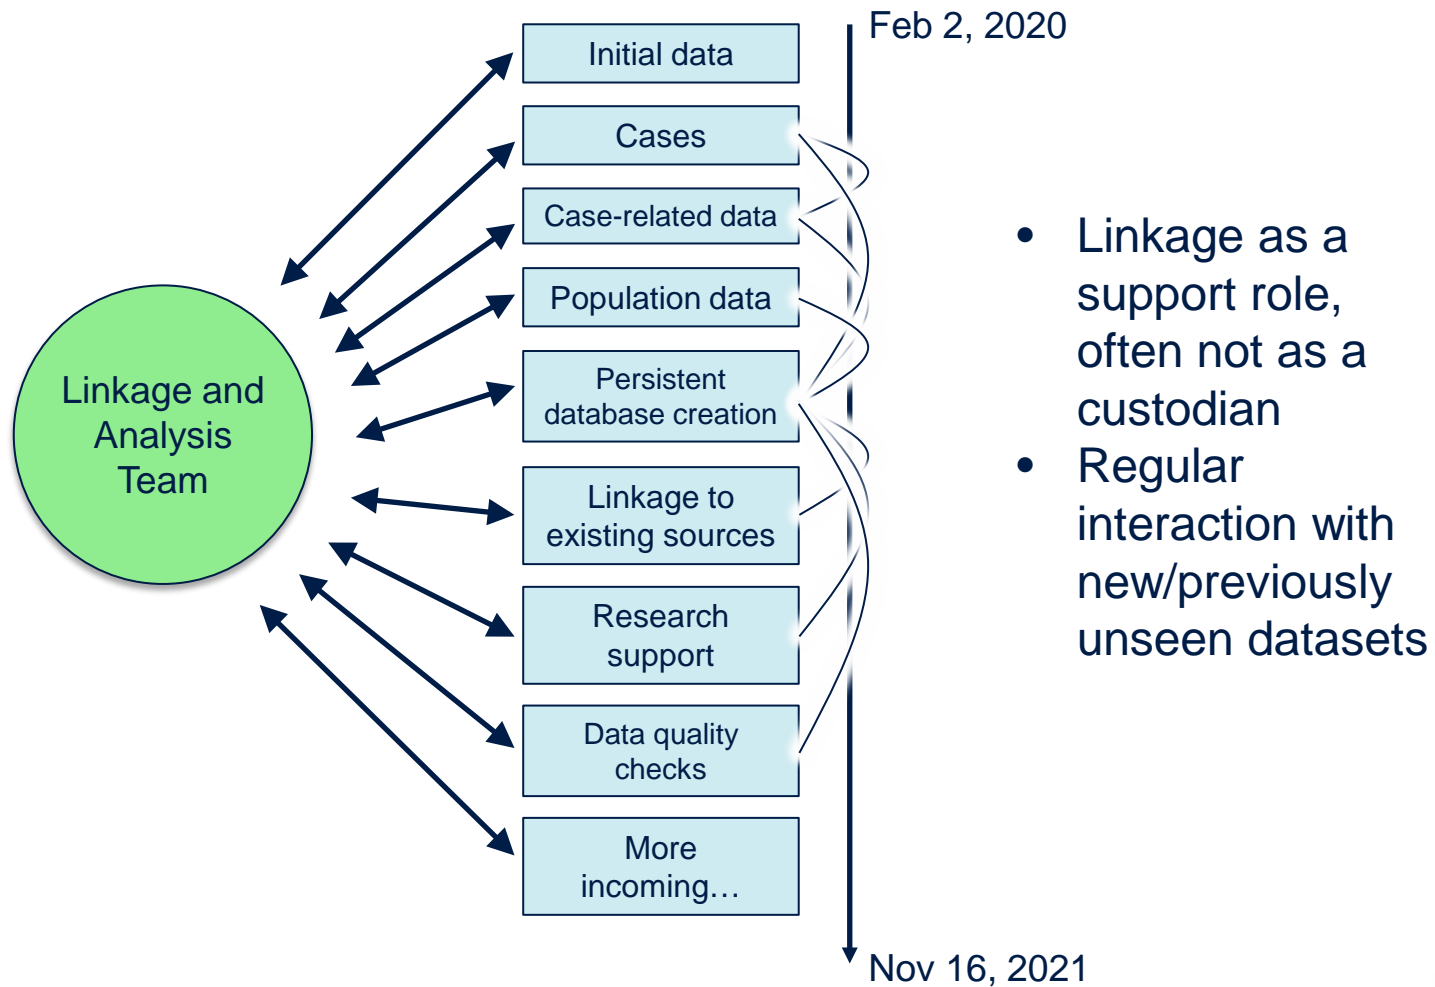 Feb 2, 2020
Initial data
Cases
Case-related data
Population data
Persistent
database creation
Linkage to
existing sources
Research
support
Data quality
checks
More
incoming…
Nov 16, 2021
Linkage and
Analysis
Team
• Linkage as a
support role,
often not as a
custodian
• Regular
interaction with
new/previously
unseen datasets